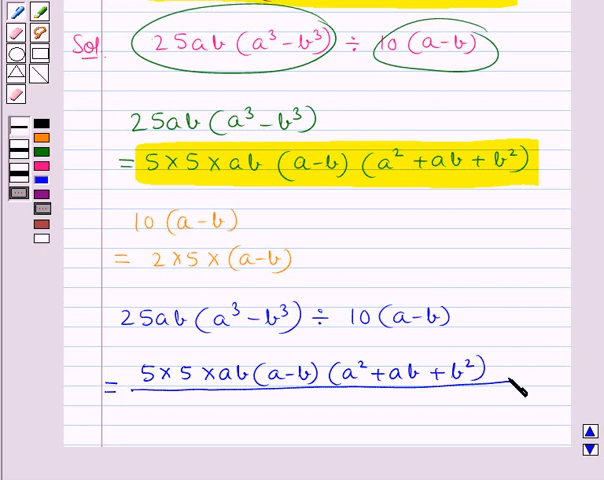 Sol. 25ab (a³-b³) ÷ 10 (a-b)
25ab (a³-b³)
= 5 × 5 × ab (a-b) (a² + ab + b²)
10 (a-b)
= 2 × 5 × (a-b)
25ab (a³-b³) ÷ 10 (a-b)
= 5 × 5 × ab (a-b) (a² + ab + b²)